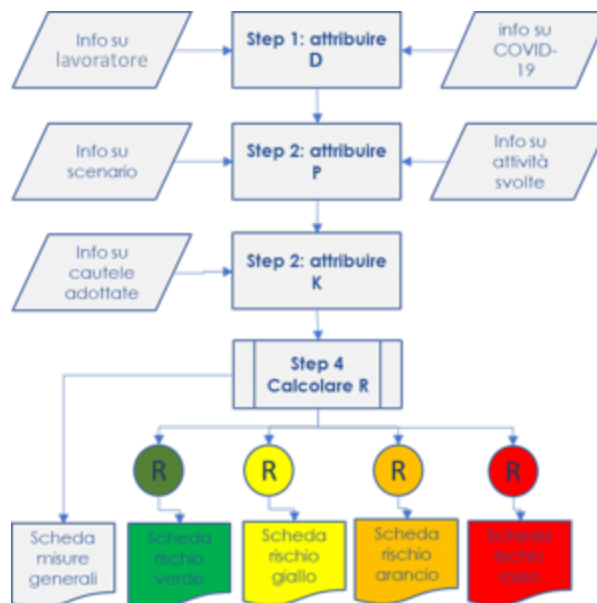 Info su
lavoratore
Step 1: attribuire
D
info su
COVID-
19
Info su
scenario
Step 2: attribuire
P
Info su
attività
svolte
Info su
cautele
adottate
Step 2: attribuire
K
Step 4
Calcolare R
R
R
R
R
Scheda
misure
generali
Scheda
rischio
verde
Scheda
rischio
giallo
Scheda
rischio
arancio
Scheda
rischio
rosso